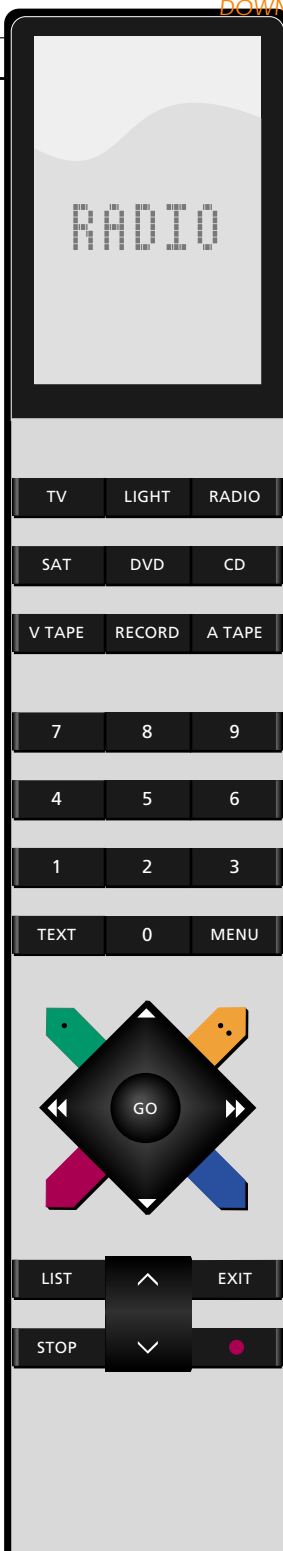 DOWN
RADIO
TV LIGHT RADIO
SAT DVD CD
V TAPE RECORD A TAPE
7 8 9
4 5 6
1 2 3
TEXT 0 MENU
GO
LIST EXIT
STOP